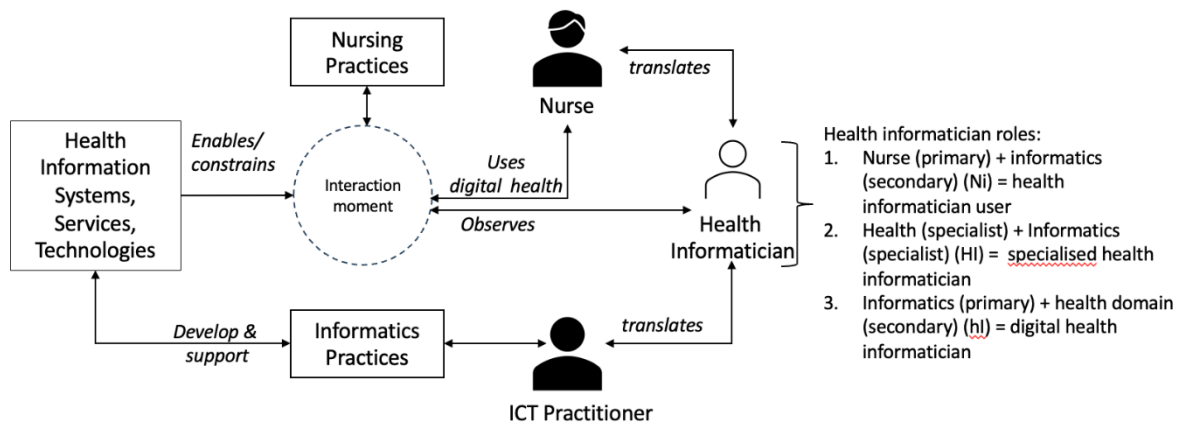 Nursing
Practices
translates
Nurse
Health
Information
Systems,
Services,
Technologies
Enables/
constrains
Interaction
moment
Uses
digital health
Observes
Health
Informatician
Health informatician roles:
1. Nurse (primary) + informatics
(secondary) (Ni) = health
informatician user
2. Health (specialist) + Informatics
(specialist) (HI) = specialised health
informatician
3. Informatics (primary) + health domain
(secondary) (hI) = digital health
informatician
Develop &
support
Informatics
Practices
translates
ICT Practitioner